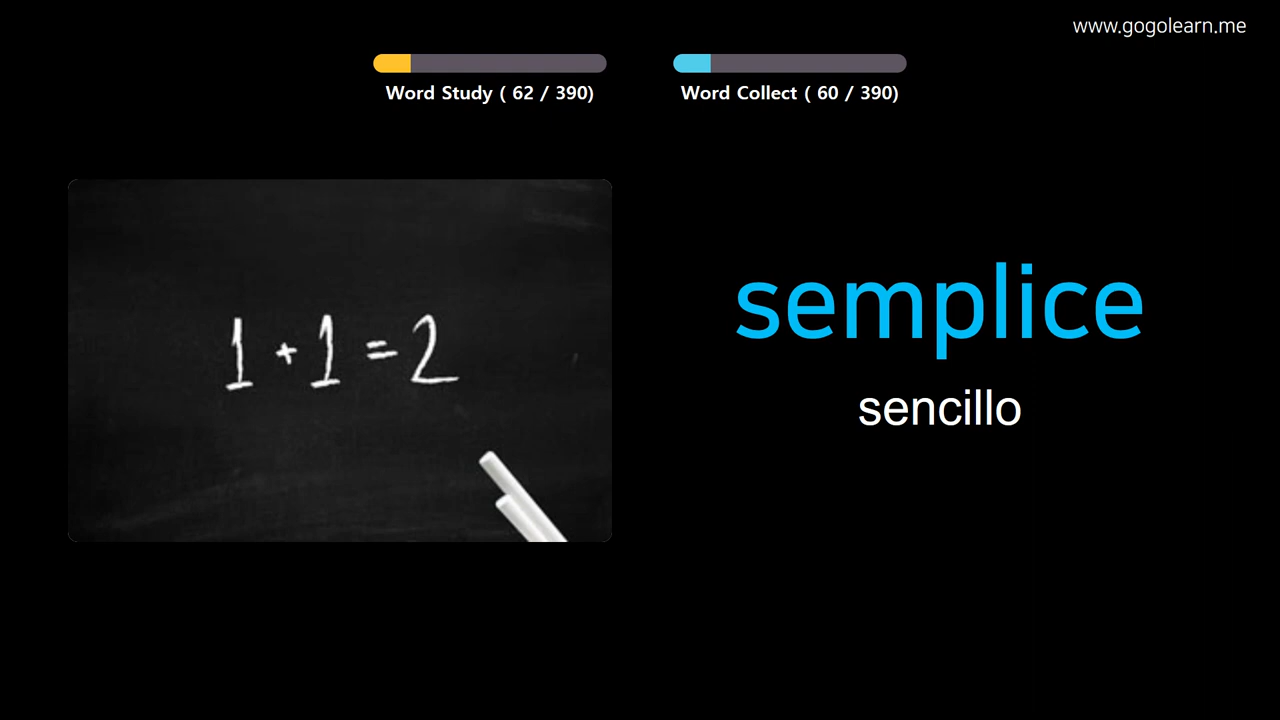 www.gogolearn.me
Word Study ( 62 / 390)
Word Collect ( 60 / 390)
1 + 1 = 2
semplice
sencillo